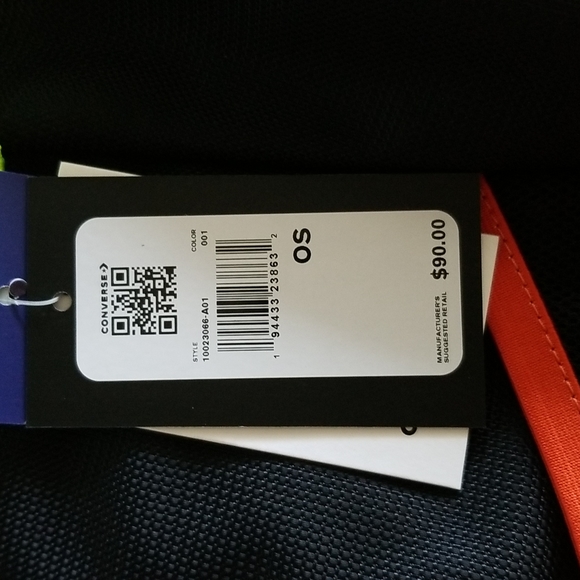 CONVERSE
STYLE
10023066-A01
COLOR
001
1 94433 23863 2
OS
MANUFACTURER'S
SUGGESTED RETAIL
$90.00